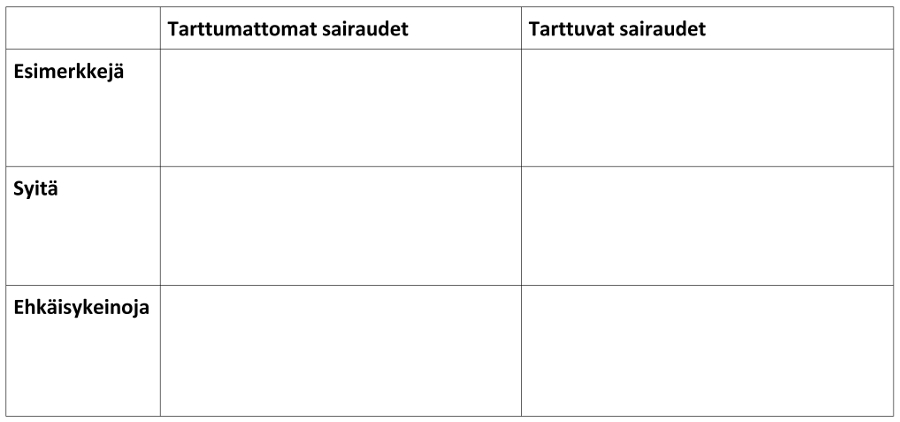 Tarttumattomat sairaudet
Tarttuvat sairaudet
Esimerkkejä
Syitä
Ehkäisykeinoja